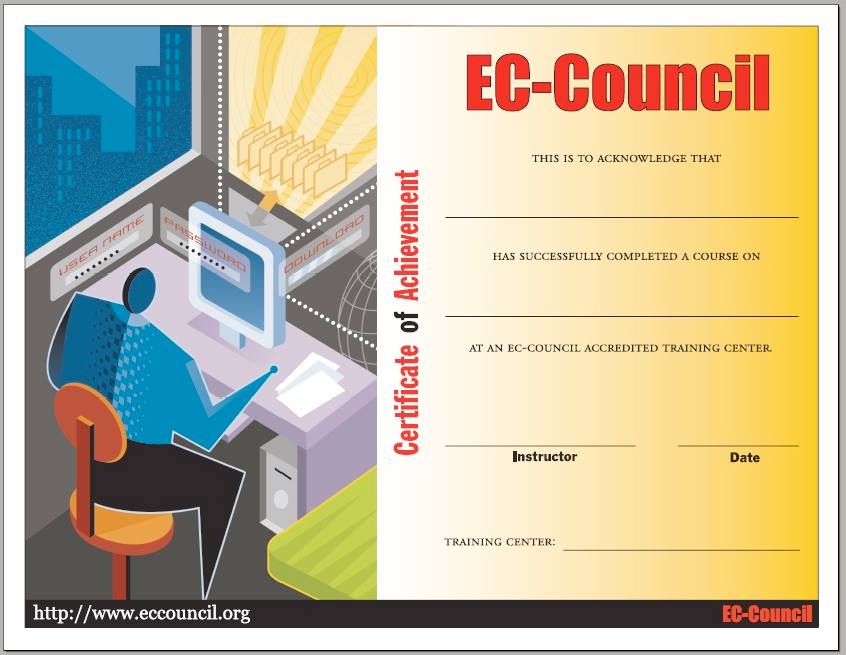 EC-Council
THIS IS TO ACKNOWLEDGE THAT
HAS SUCCESSFULLY COMPLETED A COURSE ON
AT AN EC-COUNCIL ACCREDITED TRAINING CENTER
Instructor
Date
TRAINING CENTER:
Certificate of Achievement
USER NAME
PASSWORD
DOWNLOAD
http://www.eccouncil.org
EC-Council